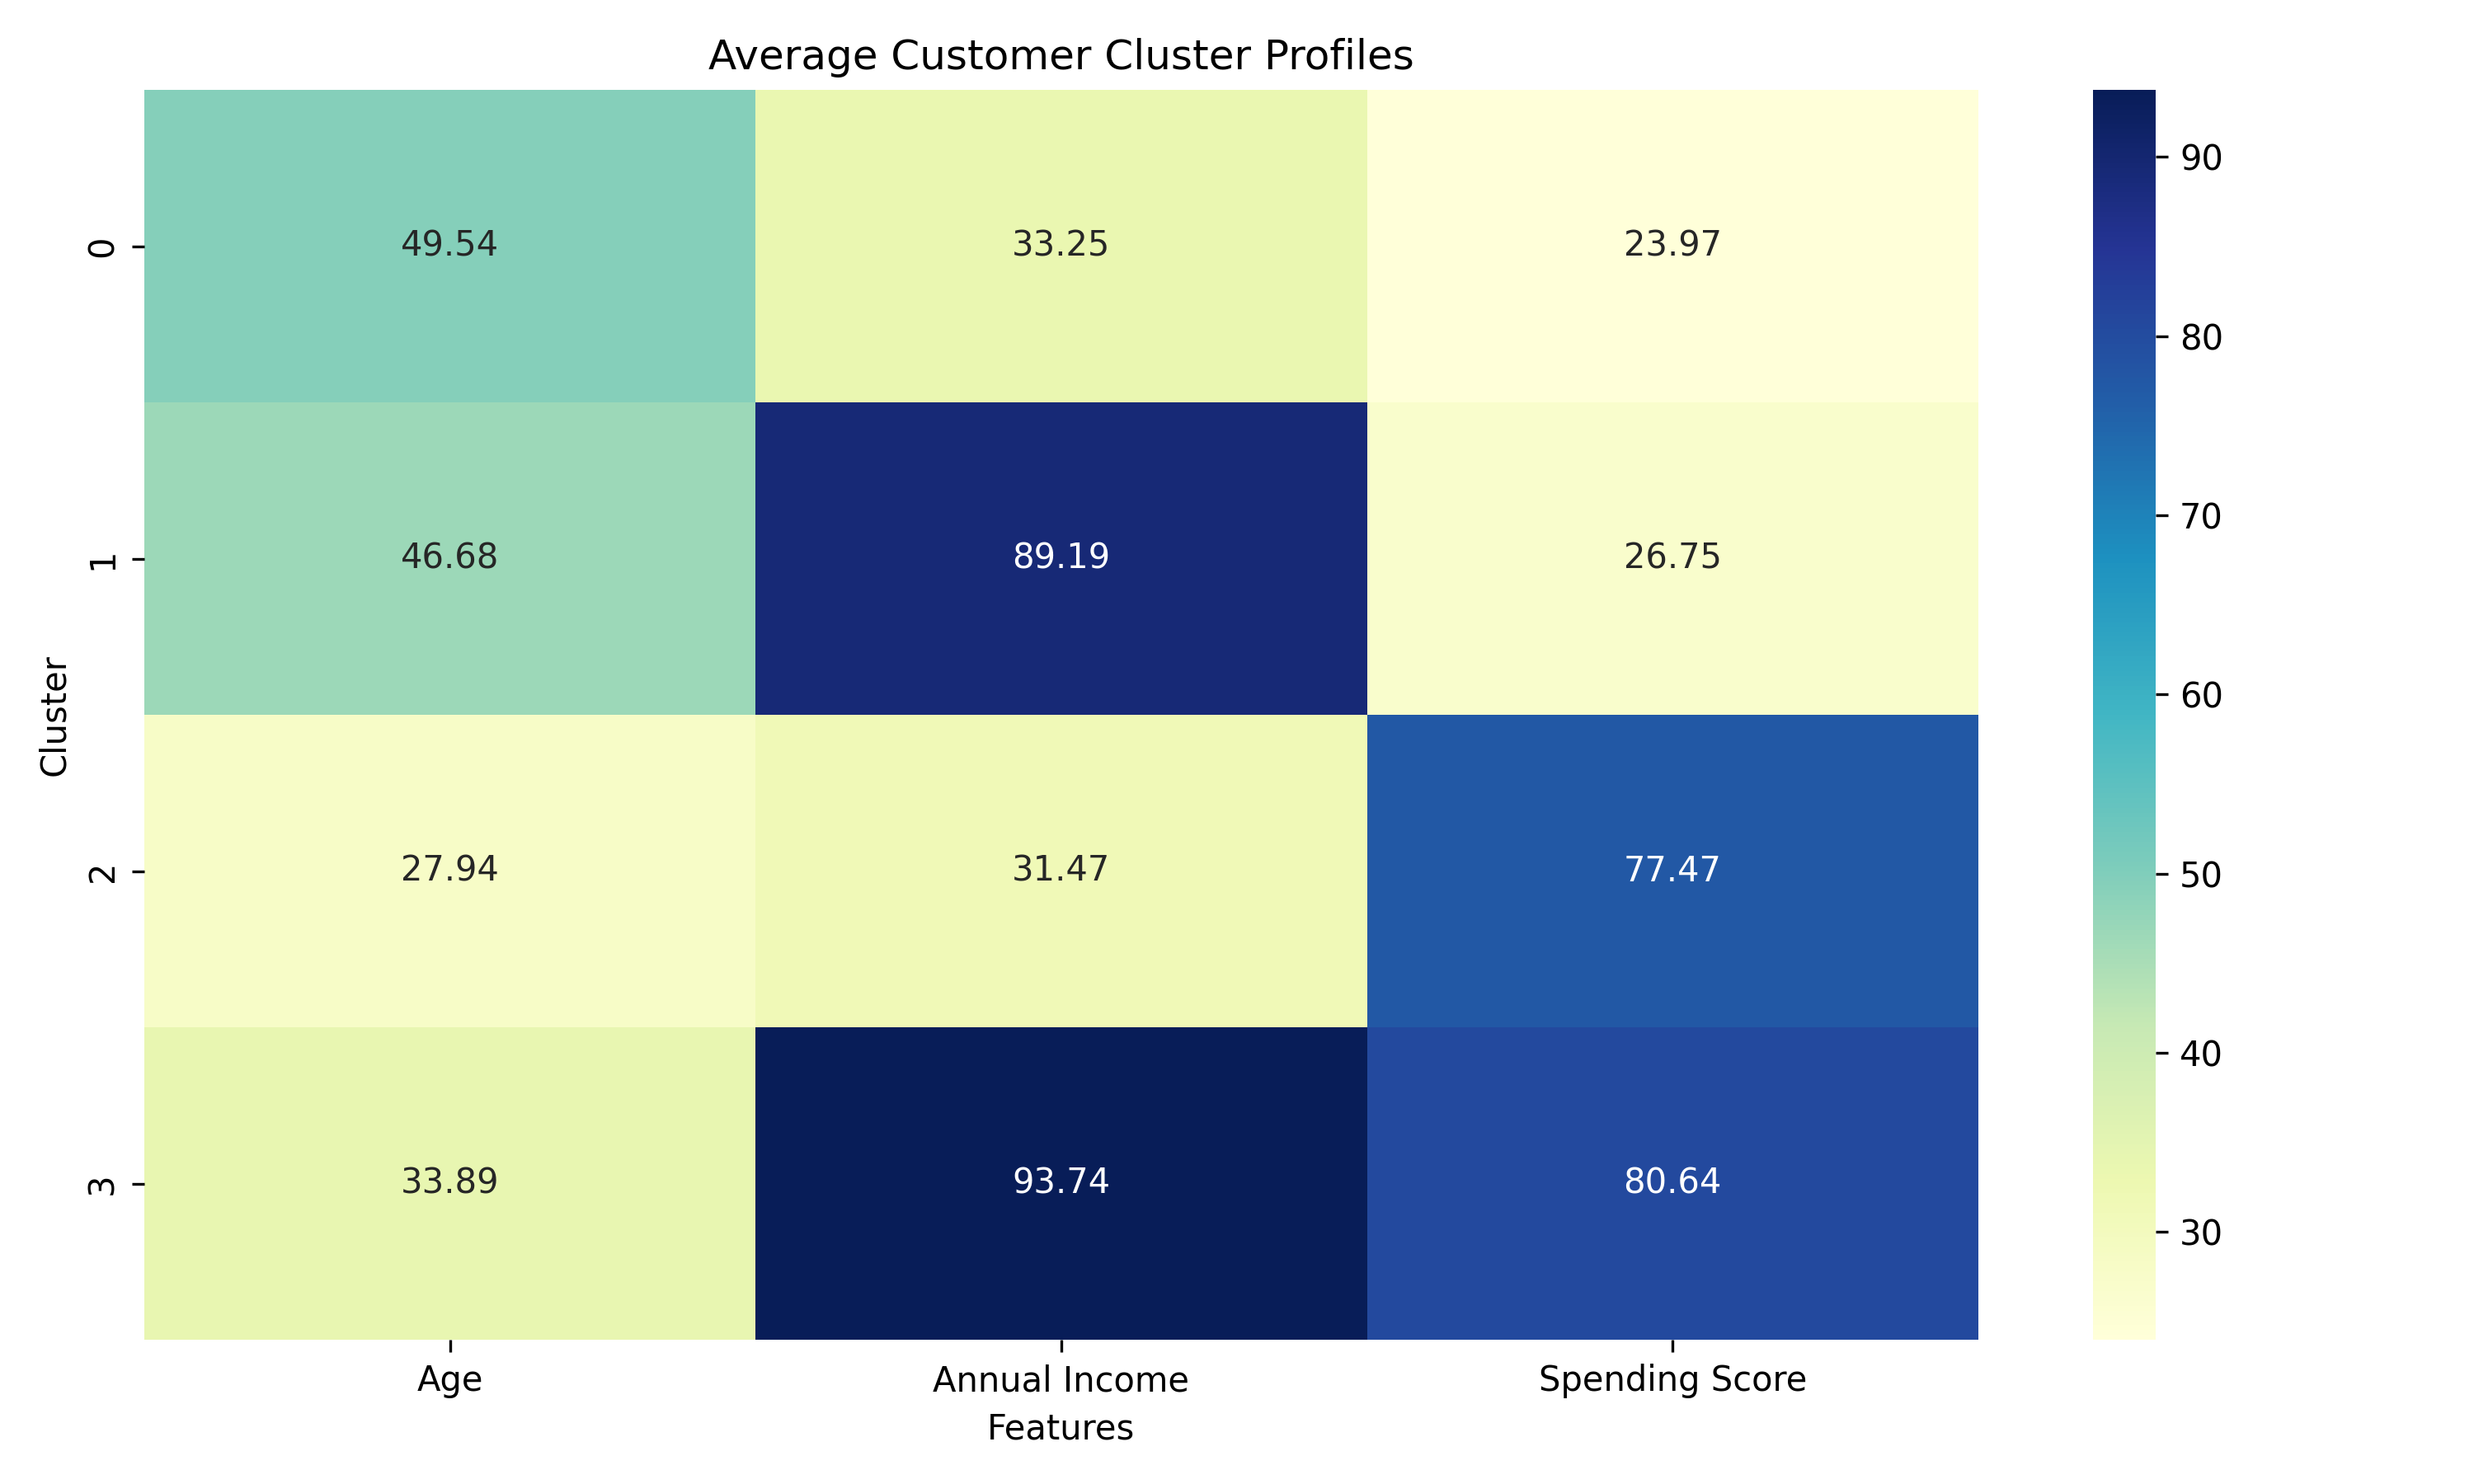 Average Customer Cluster Profiles
0 49.54 33.25 23.97
1 46.68 89.19 26.75
2 27.94 31.47 77.47
3 33.89 93.74 80.64
Cluster
Age Annual Income Spending Score
Features
90
80
70
60
50
40
30